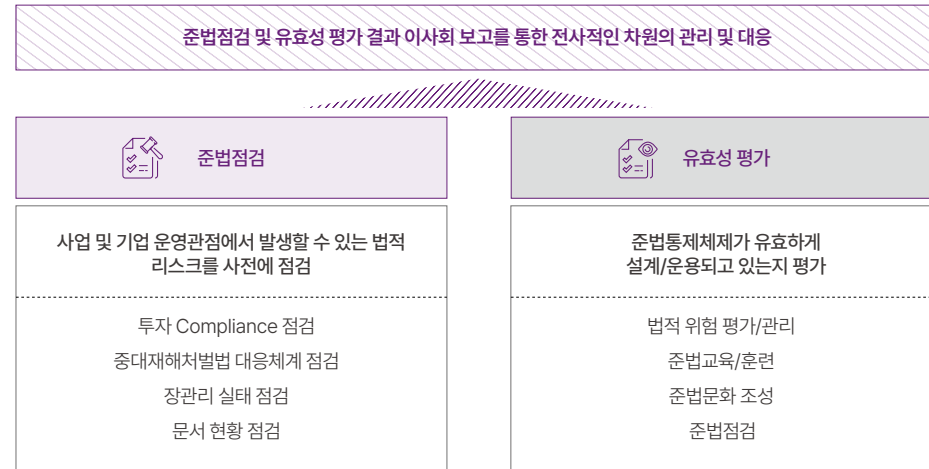 준법점검 및 유효성 평가 결과 이사회 보고를 통한 전사적인 차원의 관리 및 대응
준법점검
사업 및 기업 운영관점에서 발생할 수 있는 법적
리스크를 사전에 점검
투자 Compliance 점검
중대재해처벌법 대응체계 점검
장관리 실태 점검
문서 현황 점검
유효성 평가
준법통제체제가 유효하게
설계/운용되고 있는지 평가
법적 위험 평가/관리
준법교육/훈련
준법문화 조성
준법점검